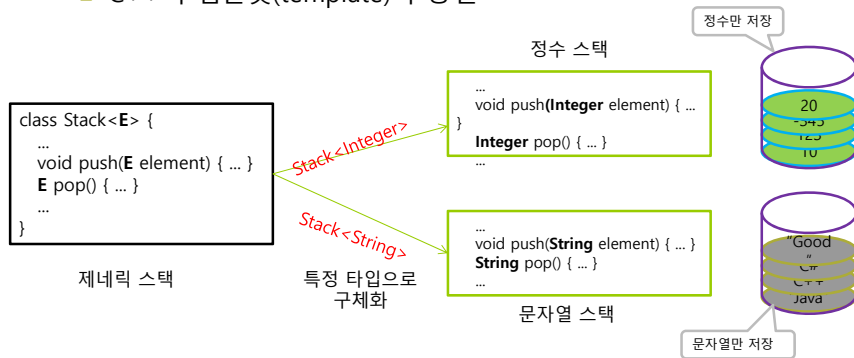 정수만 저장
정수 스택
...
void push(Integer element) { ...
}
Integer pop() { ... }
...
20
-345
123
10
class Stack<E> {
...
void push(E element) { ... }
E pop() { ... }
...
}
Stack<Integer>
Stack<String>
...
void push(String element) { ... }
String pop() { ... }
...
"Good
"
C#
C++
Java
제네릭 스택
특정 타입으로
구체화
문자열 스택
문자열만 저장